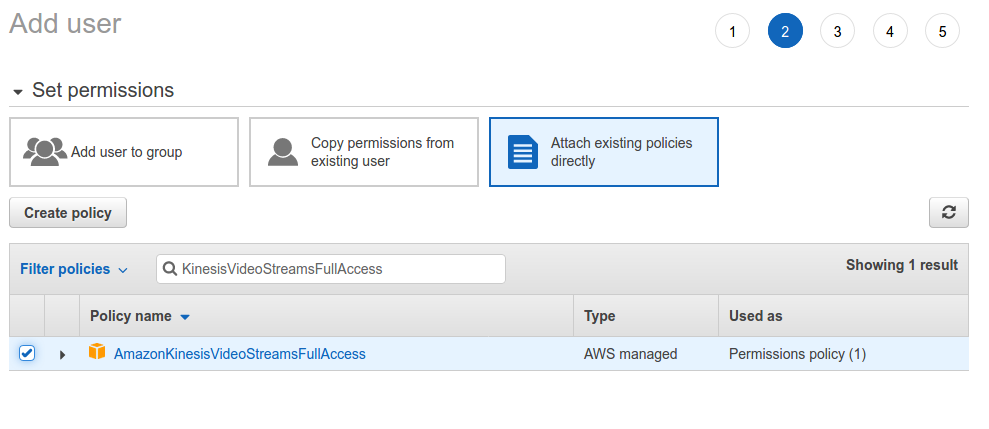 Add user
1 2 3 4 5
Set permissions
Add user to group
Copy permissions from
existing user
Attach existing policies
directly
Create policy
Filter policies
KinesisVideoStreamsFullAccess
Showing 1 result
Policy name Type Used as
AmazonKinesisVideoStreamsFullAccess AWS managed Permissions policy (1)